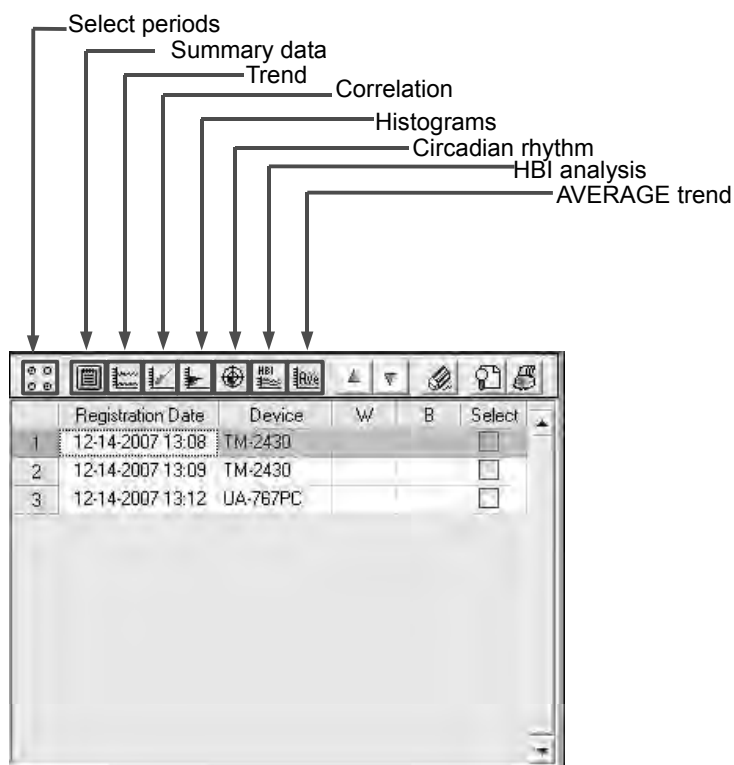 Select periods
Summary data
Trend
Correlation
Histograms
Circadian rhythm
HBI analysis
AVERAGE trend
HBI
Ave
Registration Date Device W B Select
1 12-14-2007 13:08 TM-2430
2 12-14-2007 13:09 TM-2430
3 12-14-2007 13:12 UA-767PC